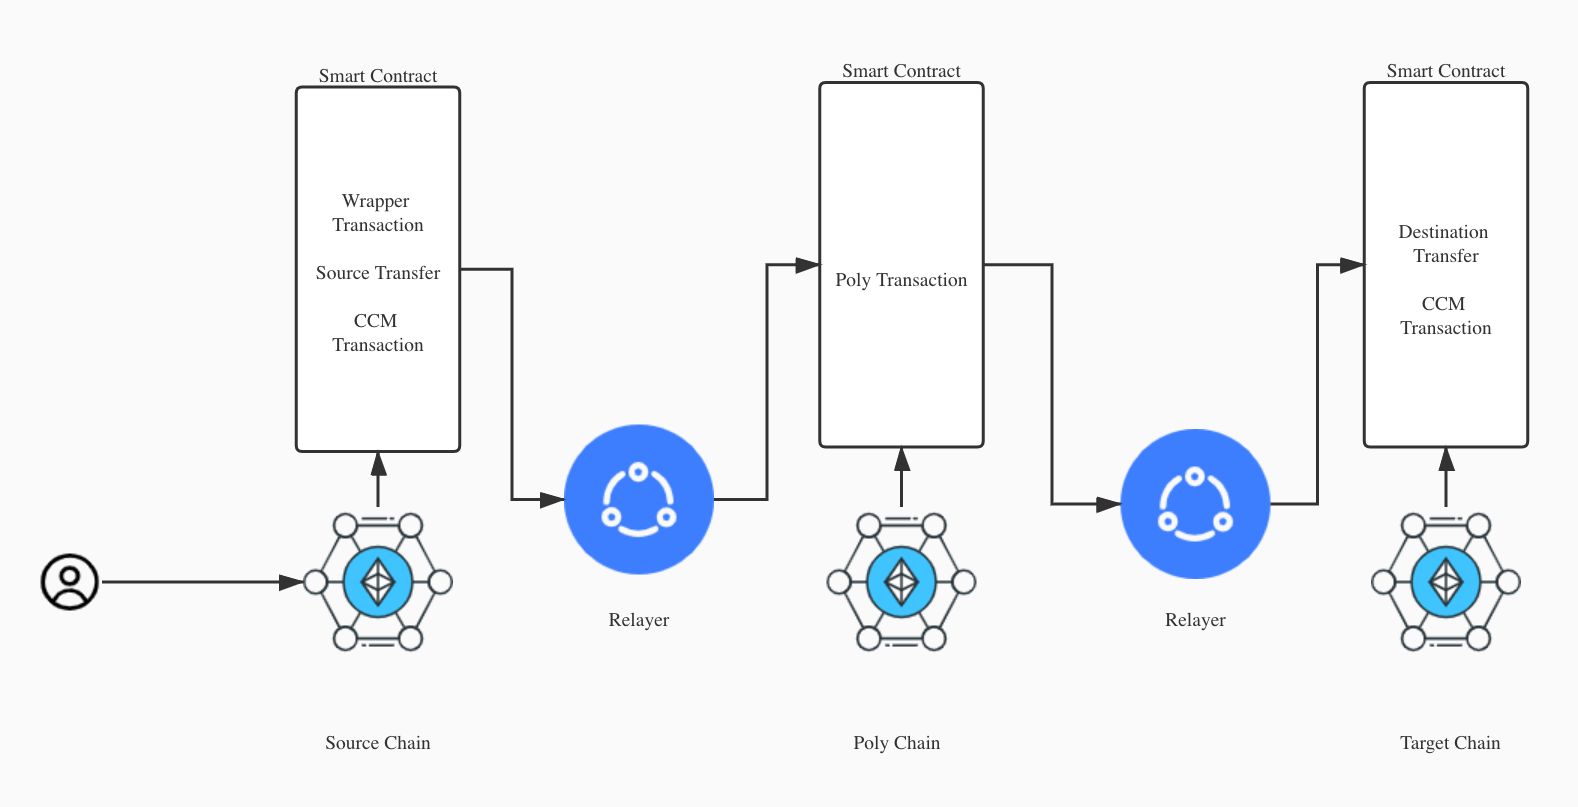 Smart Contract
Wrapper
Transaction
Source Transfer
CCM
Transaction
Smart Contract
Poly Transaction
Smart Contract
Destination
Transfer
CCM
Transaction
Relayer
Relayer
Source Chain
Poly Chain
Target Chain